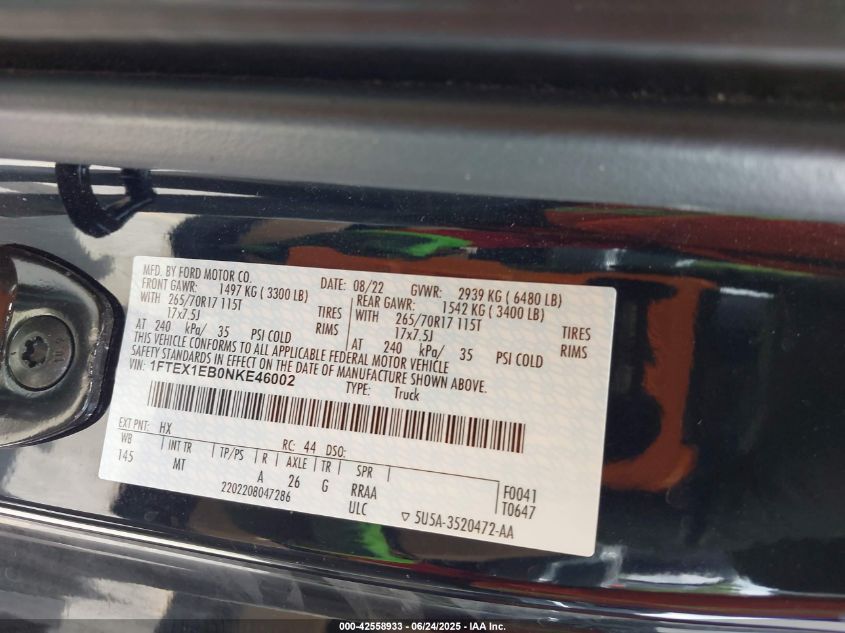 MFD. BY FORD MOTOR CO.
DATE: 08/22 GVWR: 2939 KG ( 6480 LB)
FRONT GAWR: 1497 KG ( 3300 LB) REAR GAWR: 1542 KG ( 3400 LB)
WITH 265/70R17 115T TIRES WITH 265/70R17 115T TIRES
17x7.5J RIMS 17x7.5J RIMS
AT 240 kPa/ 35 PSI COLD AT 240 kPa/ 35 PSI COLD
THIS VEHICLE CONFORMS TO ALL APPLICABLE FEDERAL MOTOR VEHICLE
SAFETY STANDARDS IN EFFECT ON THE DATE OF MANUFACTURE SHOWN ABOVE.
VIN: 1FTEX1EB0NKE46002
TYPE: Truck
EXT PNT: HX RC: 44 DSO: F0041
WB INT TR TP/PS R AXLE TR SPR T0647
145 MT A 26 G RRAA
2202208047286 ULC ▽ 5U5A-3520472-AA
000-42558933 - 06/24/2025 - IAA Inc.